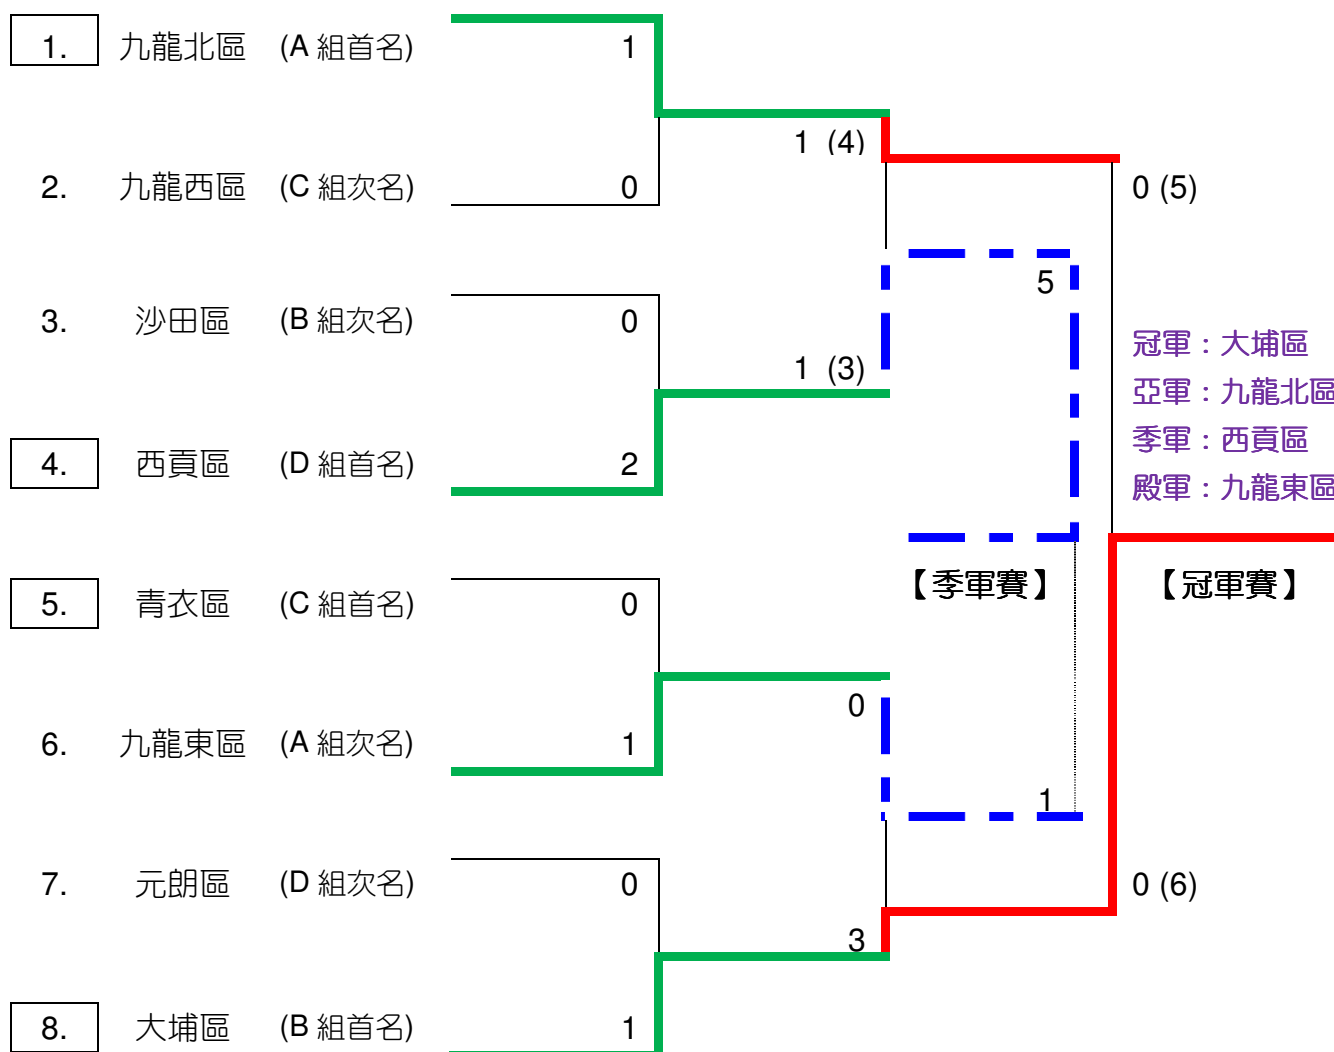 1. 九龍北區 (A 組首名) 1
1 (4)
2. 九龍西區 (C 組次名) 0
0 (5)
5
3. 沙田區 (B 組次名) 0
冠軍：大埔區
1 (3)
亞軍：九龍北區
季軍：西貢區
4. 西貢區 (D 組首名) 2
殿軍：九龍東區
【季軍賽】 【冠軍賽】
5. 青衣區 (C 組首名) 0
0
6. 九龍東區 (A 組次名) 1
1
7. 元朗區 (D 組次名) 0
0 (6)
3
8. 大埔區 (B 組首名) 1